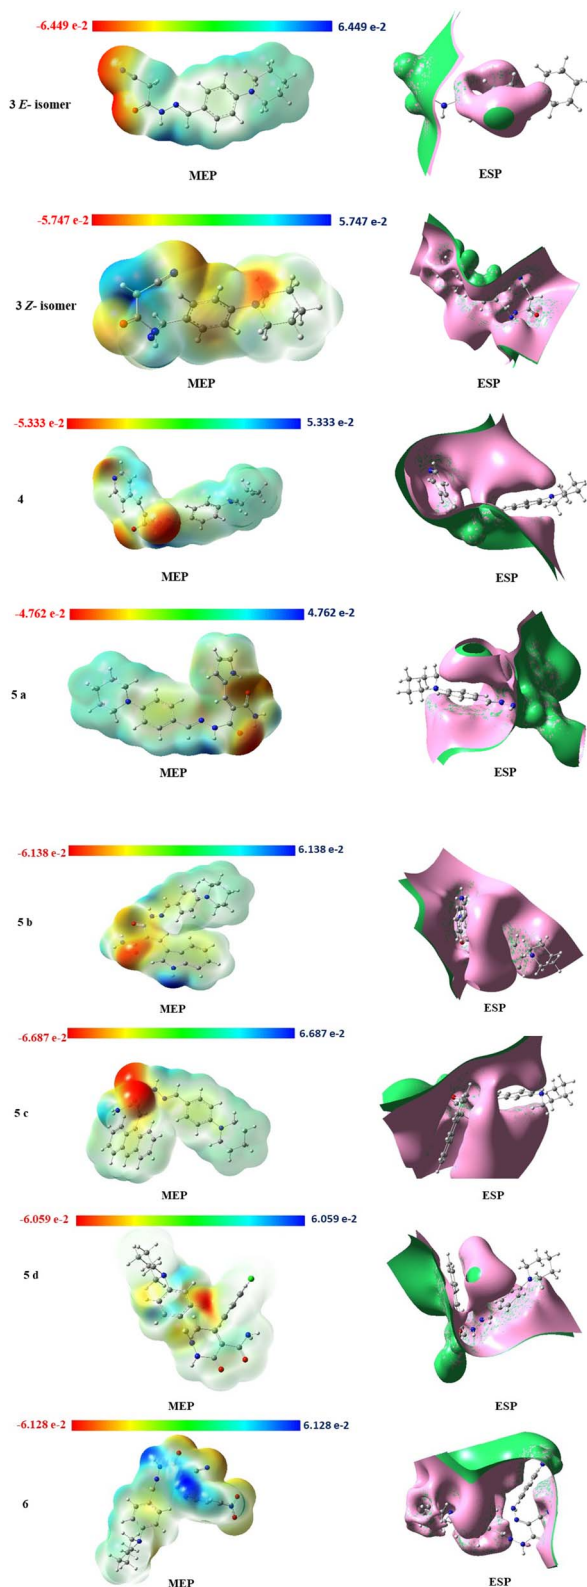 -6.449 e-2 6.449 e-2
3 E- isomer
MEP ESP
-5.747 e-2 5.747 e-2
3 Z- isomer
MEP ESP
-5.333 e-2 5.333 e-2
4
MEP ESP
-4.762 e-2 4.762 e-2
5 a
MEP ESP
-6.138 e-2 6.138 e-2
5 b
MEP ESP
-6.687 e-2 6.687 e-2
5 c
MEP ESP
-6.059 e-2 6.059 e-2
5 d
MEP ESP
-6.128 e-2 6.128 e-2
6
MEP ESP